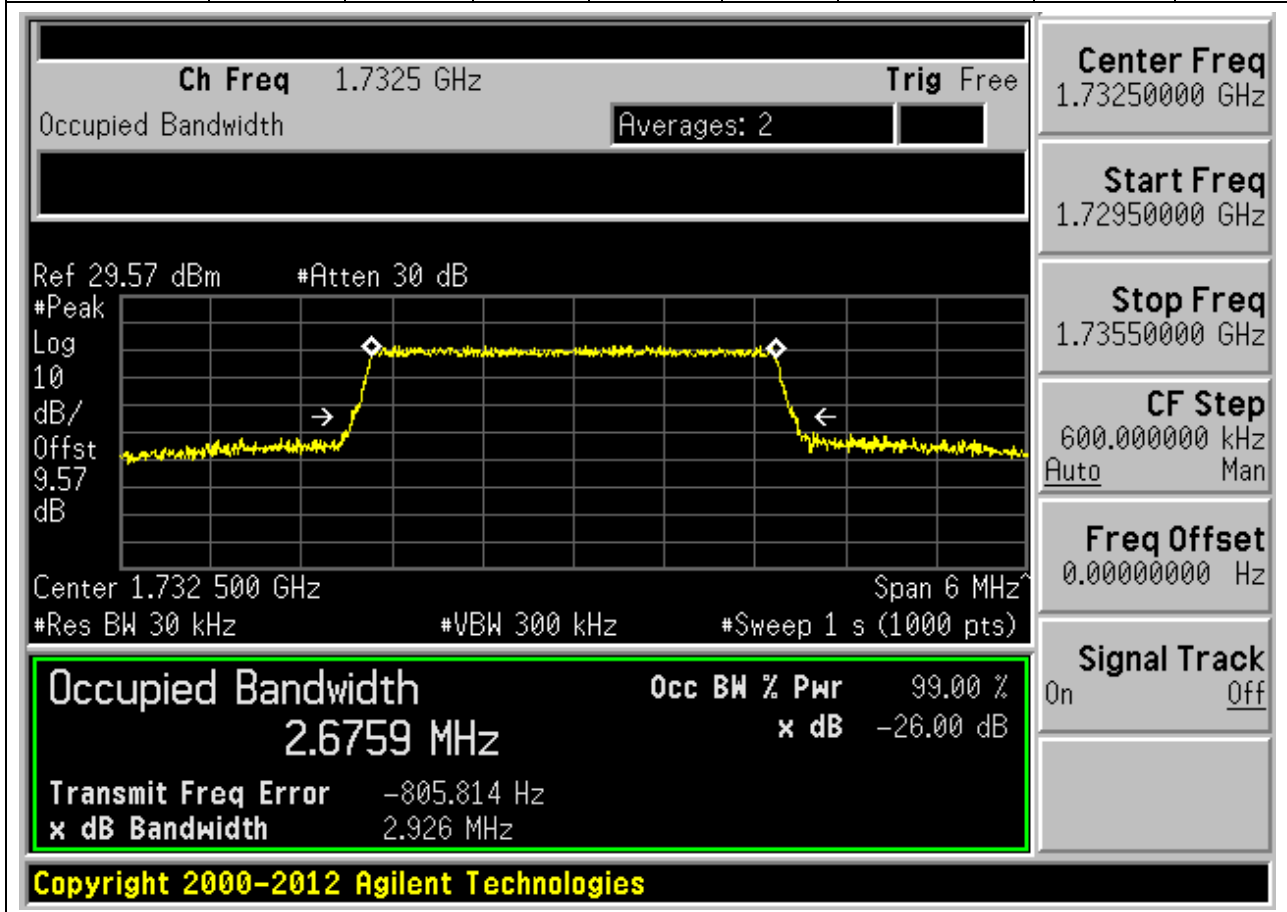 Ch Freq 1.7325 GHz Trig Free
Occupied Bandwidth Averages: 2
Ref 29.57 dBm #Atten 30 dB
#Peak
Log
10
dB/
Offst
9.57
dB
Center 1.732 500 GHz Span 6 MHz^
#Res BW 30 kHz #VBW 300 kHz #Sweep 1 s (1000 pts)
Occupied Bandwidth Occ BW % Pwr 99.00 %
2.6759 MHz x dB -26.00 dB
Transmit Freq Error -805.814 Hz
x dB Bandwidth 2.926 MHz
Copyright 2000-2012 Agilent Technologies
Center Freq
1.73250000 GHz
Start Freq
1.72950000 GHz
Stop Freq
1.73550000 GHz
CF Step
600.000000 kHz
Auto Man
Freq Offset
0.00000000 Hz
Signal Track
On Off